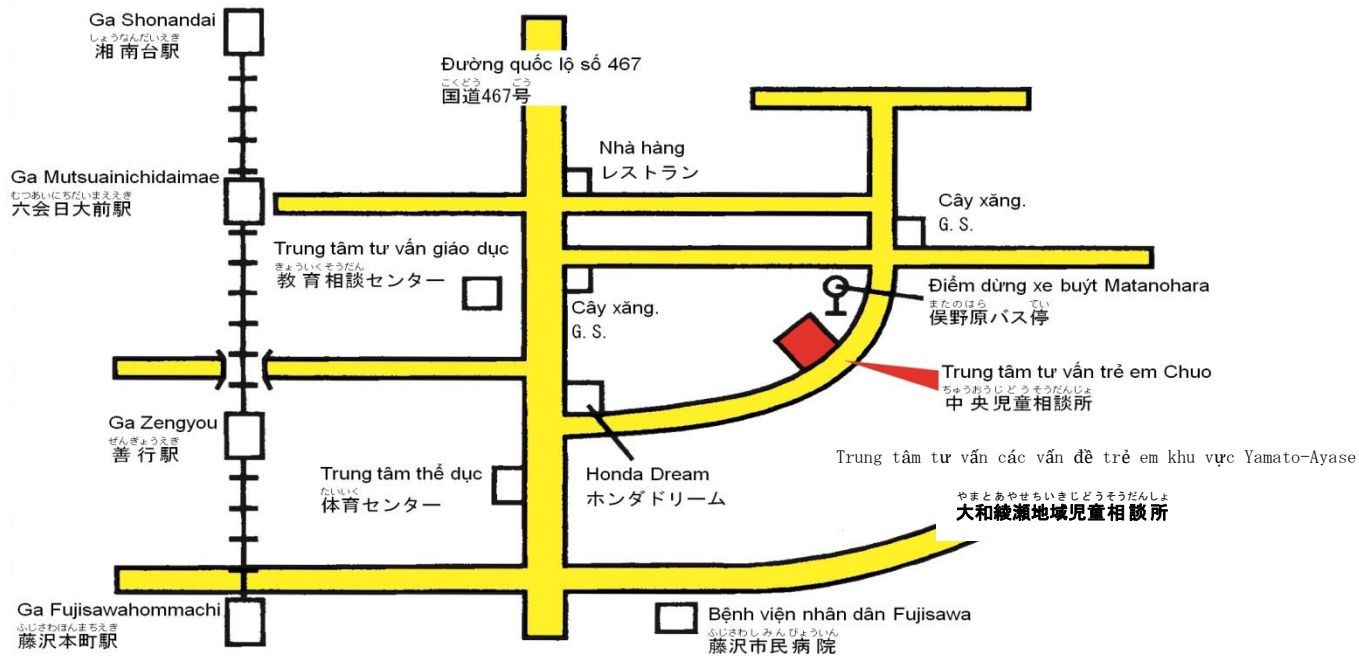 Ga Shonandai
しょうなんだいえき
湘南台駅
Đường quốc lộ số 467
こくどう ごう
国道467号
Nhà hàng
レストラン
Ga Mutsuainichidaimae
むつあいにちだいまええき
六会日大前駅
Cây xăng.
G.S.
Trung tâm tư vấn giáo dục
きょういくそうだん
教育相談センター
Điểm dừng xe buýt Matanohara
またのはら てい
俣野原バス停
Cây xăng.
G.S.
Trung tâm tư vấn trẻ em Chuo
ちゅうおうじどうそうだんじょ
中央児童相談所
Ga Zengyou
ぜんぎょうえき
善行駅
Trung tâm tư vấn các vấn đề trẻ em khu vực Yamato-Ayase
Trung tâm thể dục
たいいく
体育センター
Honda Dream
ホンダドリーム
やまとあやせちいきじどうそうだんしょ
大和綾瀬地域児童相談所
Ga Fujisawahommachi
ふじさわほんまちえき
藤沢本町駅
Bệnh viện nhân dân Fujisawa
ふじさわしみんびょういん
藤沢市民病院